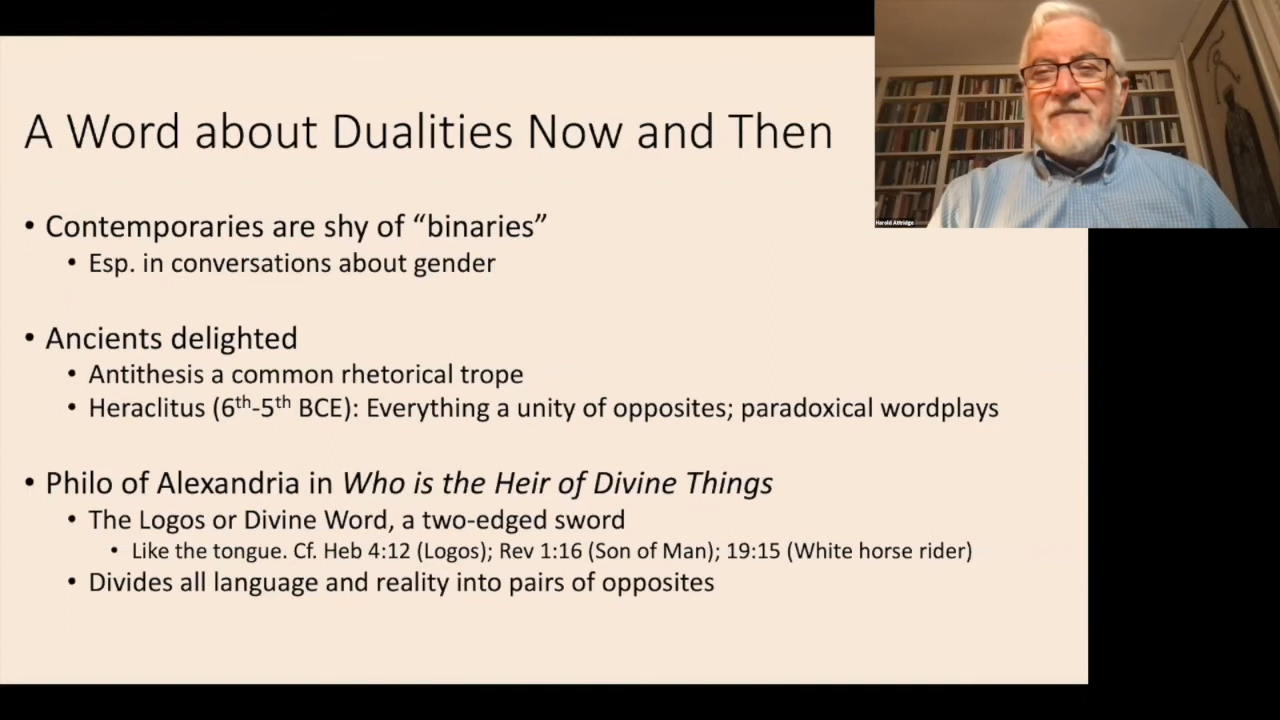 A Word about Dualities Now and Then
• Contemporaries are shy of “binaries”
• Esp. in conversations about gender
• Ancients delighted
• Antithesis a common rhetorical trope
• Heraclitus (6th-5th BCE): Everything a unity of opposites; paradoxical wordplays
• Philo of Alexandria in Who is the Heir of Divine Things
• The Logos or Divine Word, a two-edged sword
• Like the tongue. Cf. Heb 4:12 (Logos); Rev 1:16 (Son of Man); 19:15 (White horse rider)
• Divides all language and reality into pairs of opposites
Harold Attridge